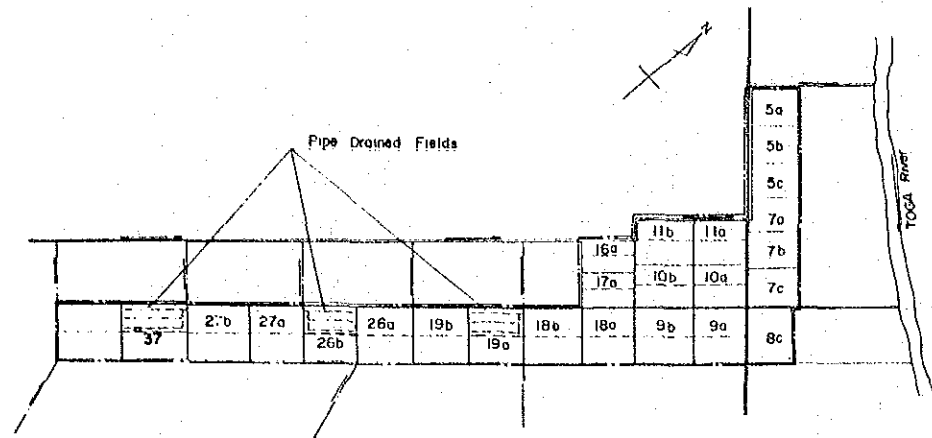 N
5a
Pipe Drained Fields
5b
5c
TOGA River
7a
11b
11a
16a
7b
10b
10a
17a
7c
27b
27a
26a
19b
18b
18a
9b
9a
8c
37
26b
19a